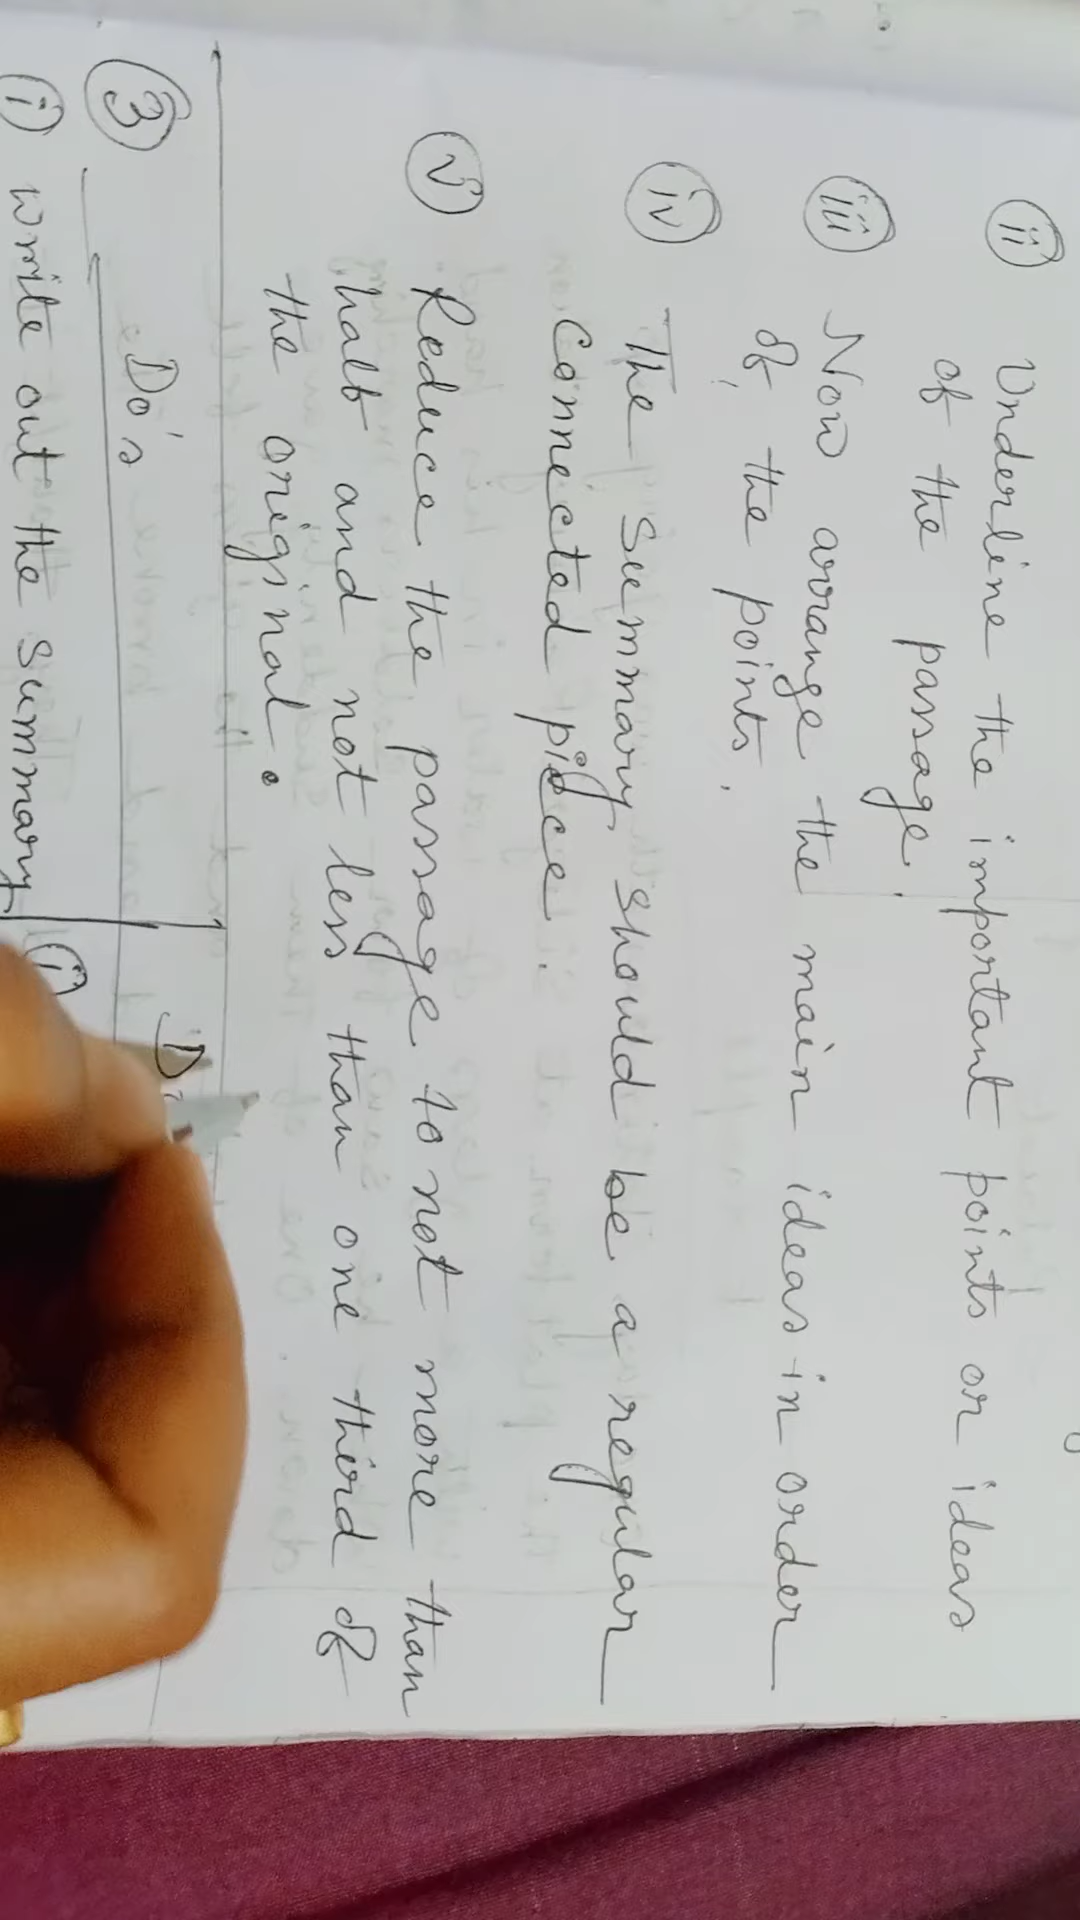 (ii) Underline the important points or ideas
of the passage.
(iii) Now arrange the main ideas in order
of the points.
(iv) The Summary should be a regular
Connected piece.
(v) Reduce the passage to not more than
half and not less than one third of
the original.
(3) Do's D
(i) write out the summary (i)